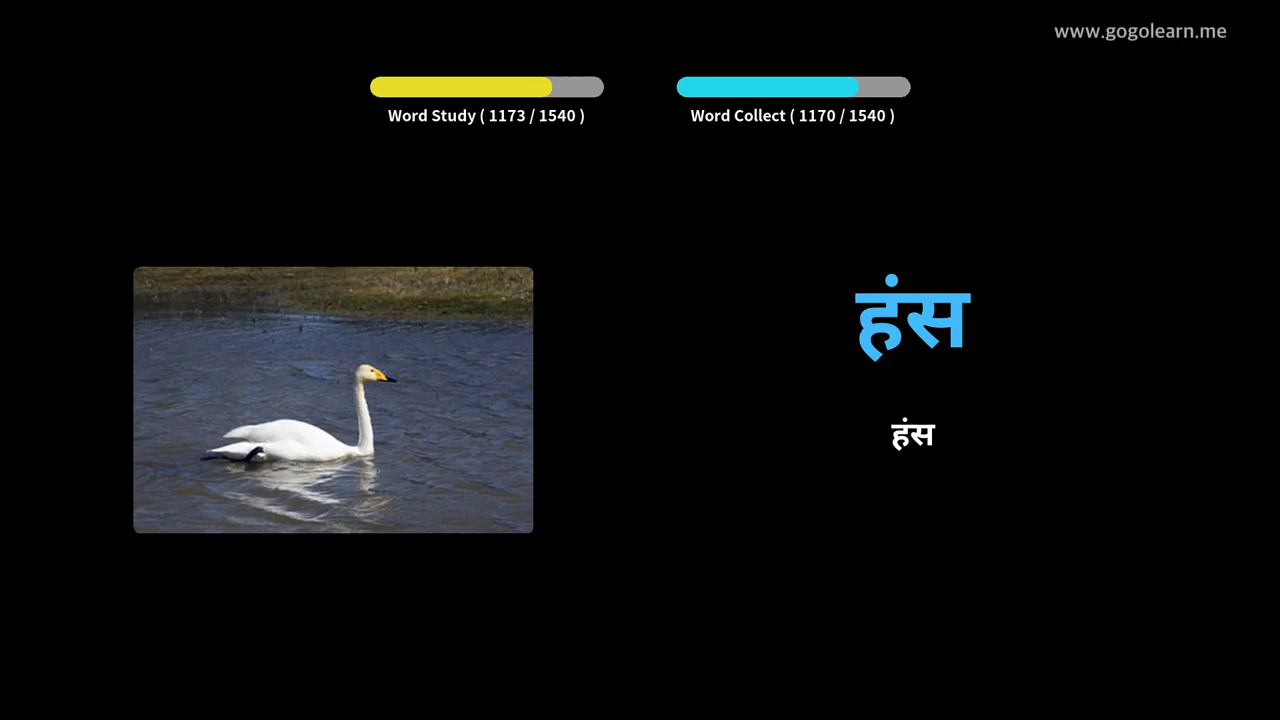 www.gogolearn.me
Word Study ( 1173 / 1540 )
Word Collect ( 1170 / 1540 )
हंस
हंस